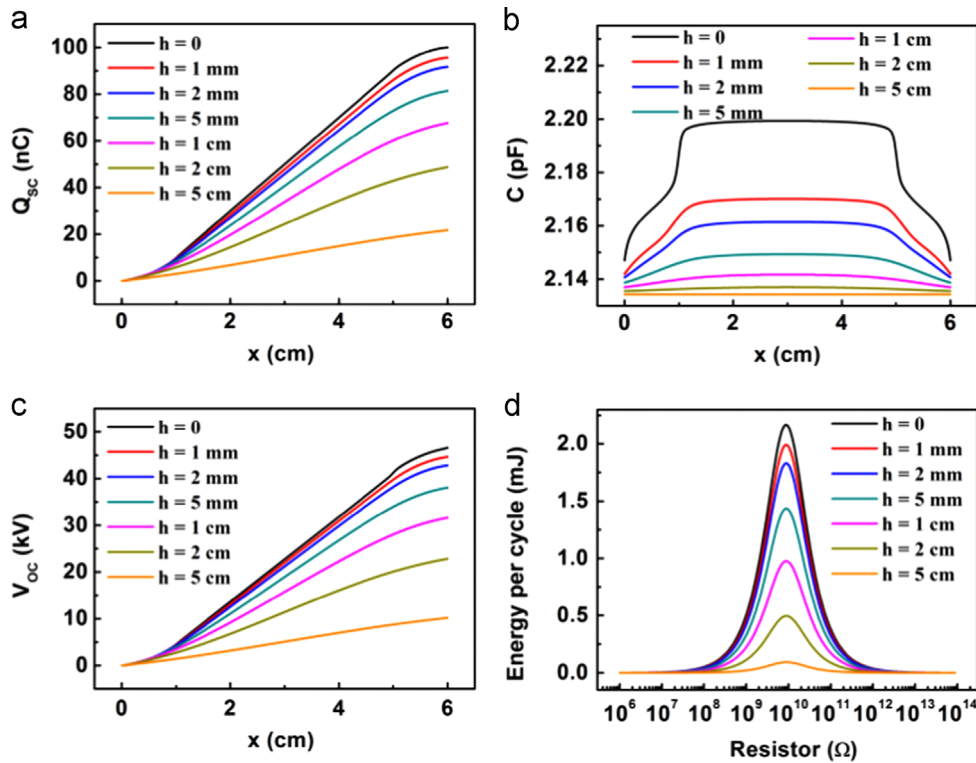 a
100
80
60
40
20
0
Q_SC (nC)
h = 0
h = 1 mm
h = 2 mm
h = 5 mm
h = 1 cm
h = 2 cm
h = 5 cm
0 2 4 6
x (cm)
b
2.22
2.20
2.18
2.16
2.14
C (pF)
h = 0
h = 1 mm
h = 2 mm
h = 5 mm
h = 1 cm
h = 2 cm
h = 5 cm
0 2 4 6
x (cm)
c
50
40
30
20
10
0
V_OC (kV)
h = 0
h = 1 mm
h = 2 mm
h = 5 mm
h = 1 cm
h = 2 cm
h = 5 cm
0 2 4 6
x (cm)
d
2.0
1.5
1.0
0.5
0.0
Energy per cycle (mJ)
h = 0
h = 1 mm
h = 2 mm
h = 5 mm
h = 1 cm
h = 2 cm
h = 5 cm
10^6 10^7 10^8 10^9 10^10 10^11 10^12 10^13 10^14
Resistor (Ω)